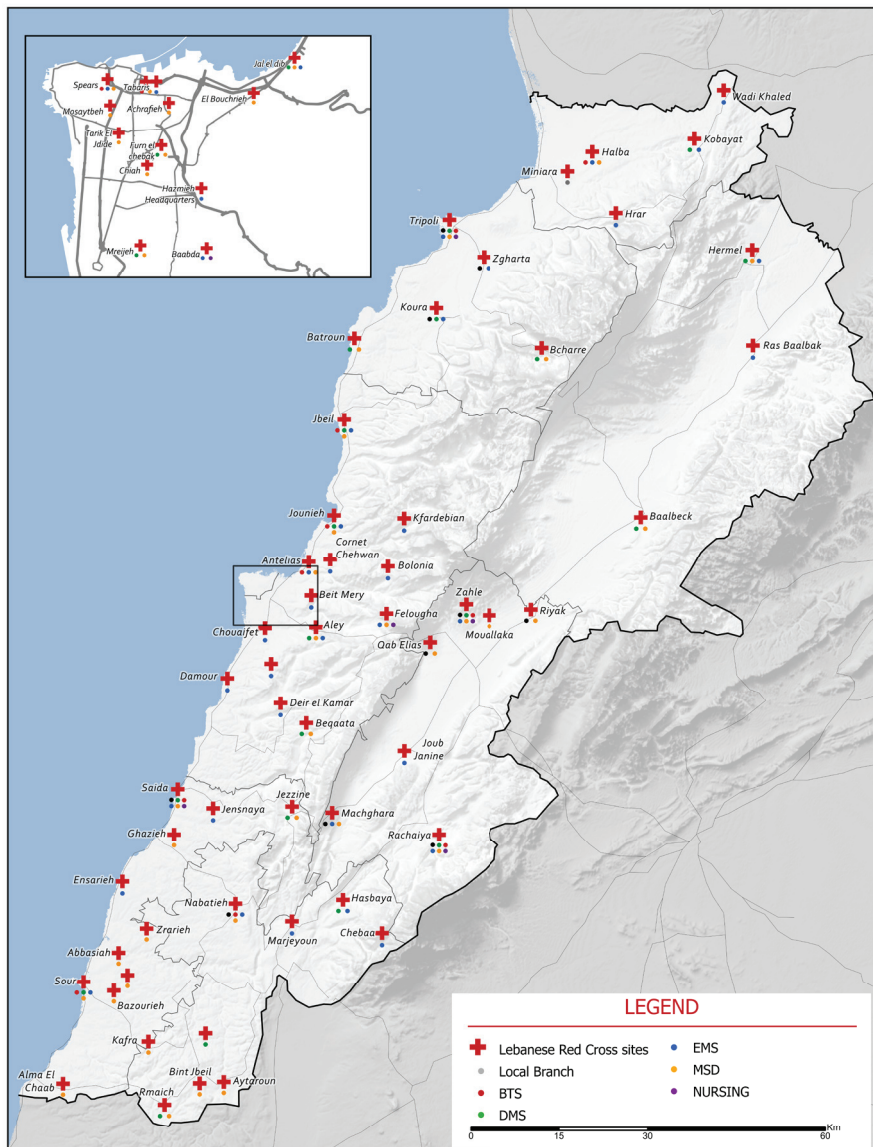 Jal el dib
Spears
Tabaris
El Bouchrieh
Mosaytbeh
Achrafieh
Tarik El
Jdide
Furn el
chebak
Chiah
Hazmieh
Headquarters
Mreijeh
Baabda
Wadi Khaled
Kobayat
Halba
Miniara
Hrar
Tripoli
Hermel
Zgharta
Koura
Batroun
Bcharre
Ras Baalbak
Jbeil
Jounieh
Kfardebian
Baalbeck
Cornet
Chehwan
Antelias
Bolonia
Beit Mery
Zahle
Felougha
Riyak
Mouallaka
Chouaifet
Aley
Qab Elias
Damour
Deir el Kamar
Beqaata
Joub
Janine
Saida
Jensnaya
Jezzine
Machghara
Ghazieh
Rachaiya
Ensarieh
Nabatieh
Hasbaya
Zrarieh
Marjeyoun
Chebaa
Abbasiah
Sour
Bazourieh
Kafra
Alma El
Chaab
Bint Jbeil
Aytaroun
Rmaich
LEGEND
Lebanese Red Cross sites
Local Branch
BTS
DMS
EMS
MSD
NURSING
Km
0 15 30 60